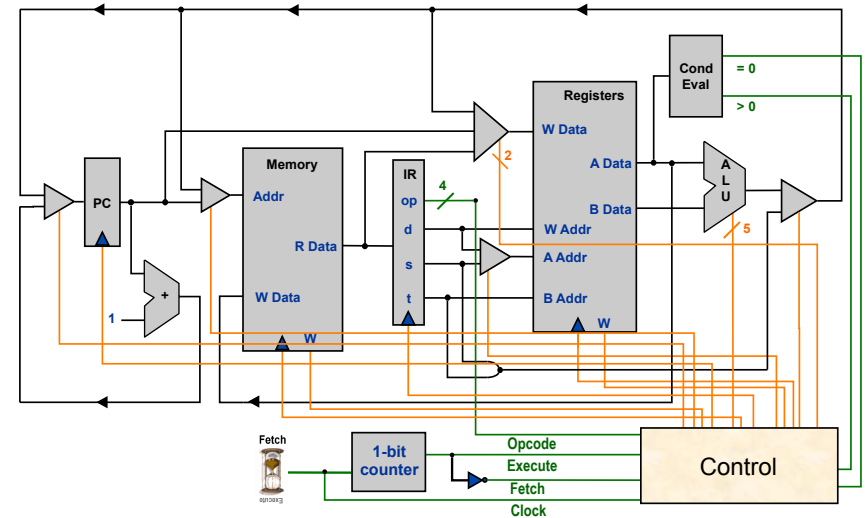 Cond
Eval
= 0
> 0
Registers
W Data
A Data
B Data
W Addr
A Addr
B Addr
W
2
A
L
U
5
Memory
Addr
R Data
W Data
W
IR
op
d
s
t
4
PC
+
1
Fetch
Execute
1-bit
counter
Opcode
Execute
Fetch
Clock
Control